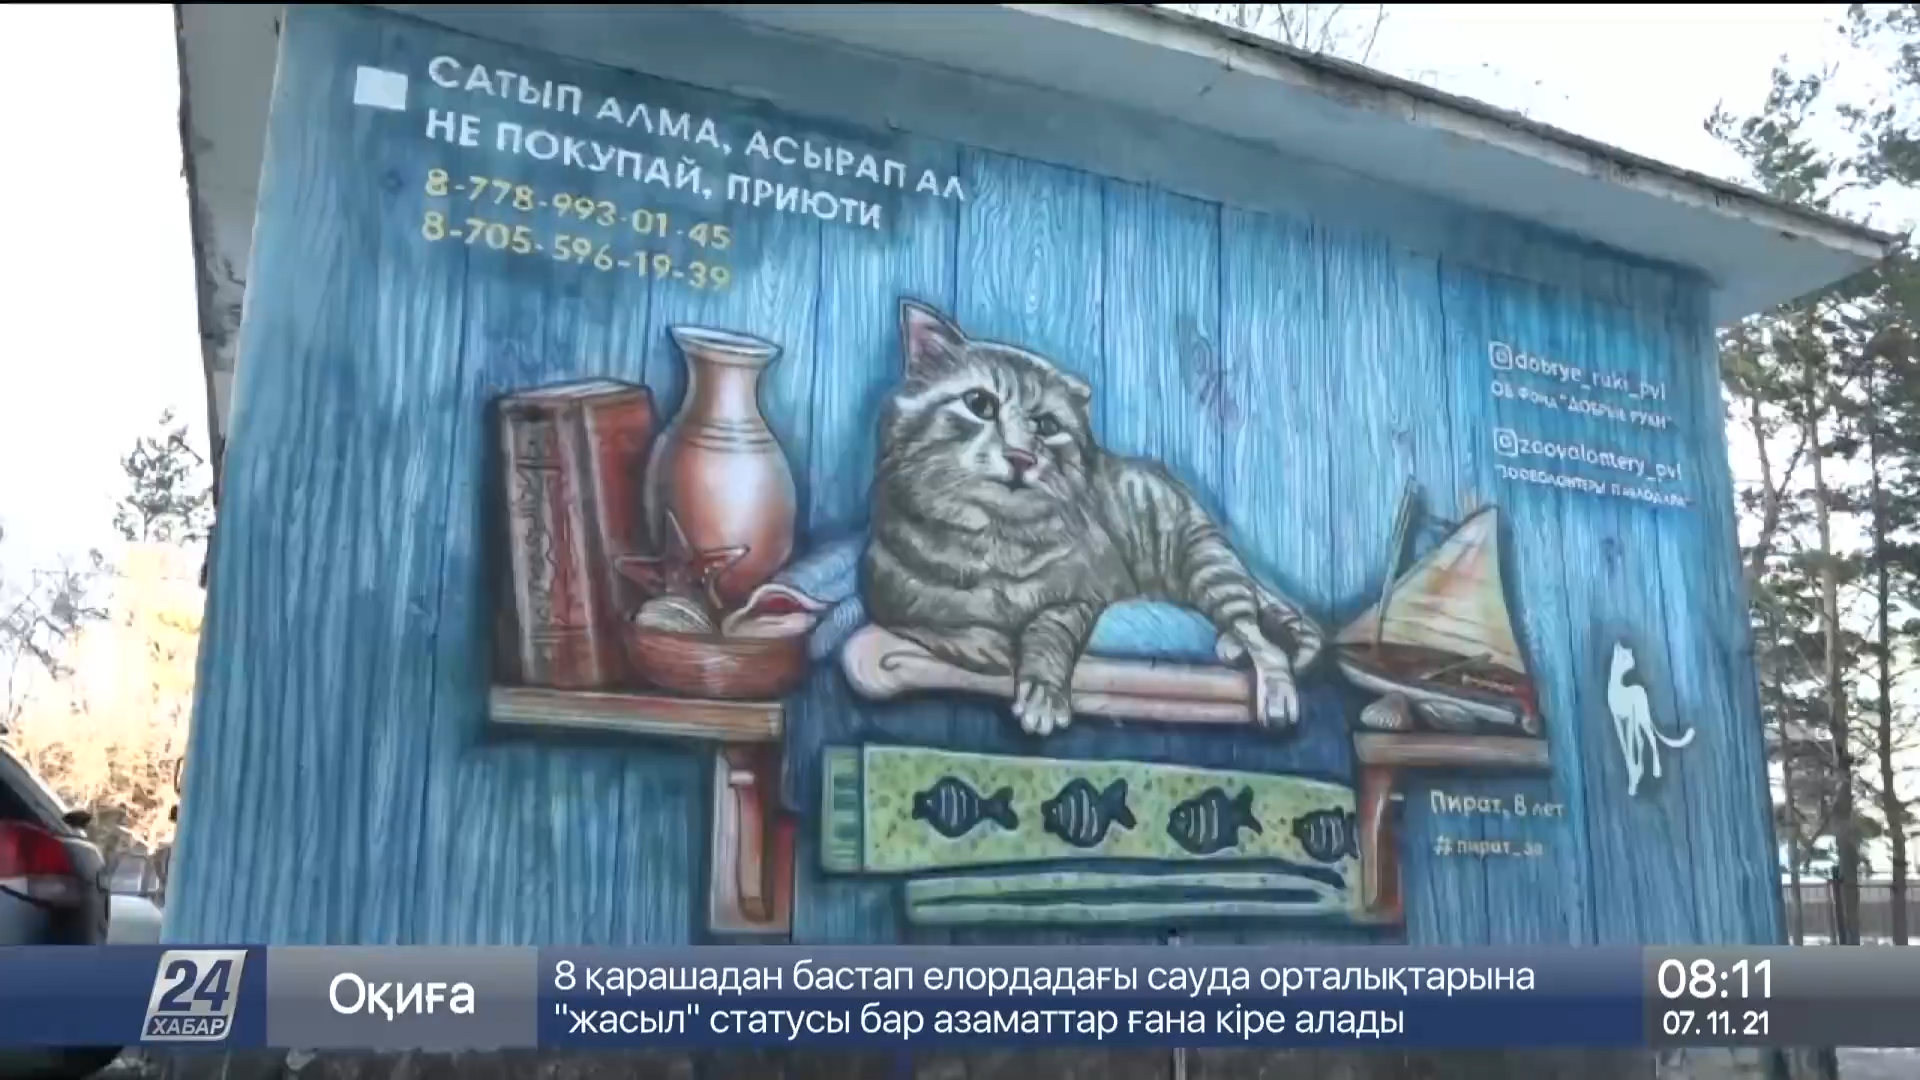 САТЫП АЛМА, АСЫРАП АЛ
НЕ ПОКУПАЙ, ПРИЮТИ
8-778-993-01-45
8-705-596-19-39
dobrye_ruki_pvl
ОБ ФОНД "ДОБРЫЕ РУКИ"
zoovolontery_pvl
"ЗООВОЛОНТЕРЫ ПАВЛОДАРА"
Пират, 8 лет
24
ХАБАР
Оқиға
8 қарашадан бастап елордадағы сауда орталықтарына
"жасыл" статусы бар азаматтар ғана кіре алады
08:11
07.11.21